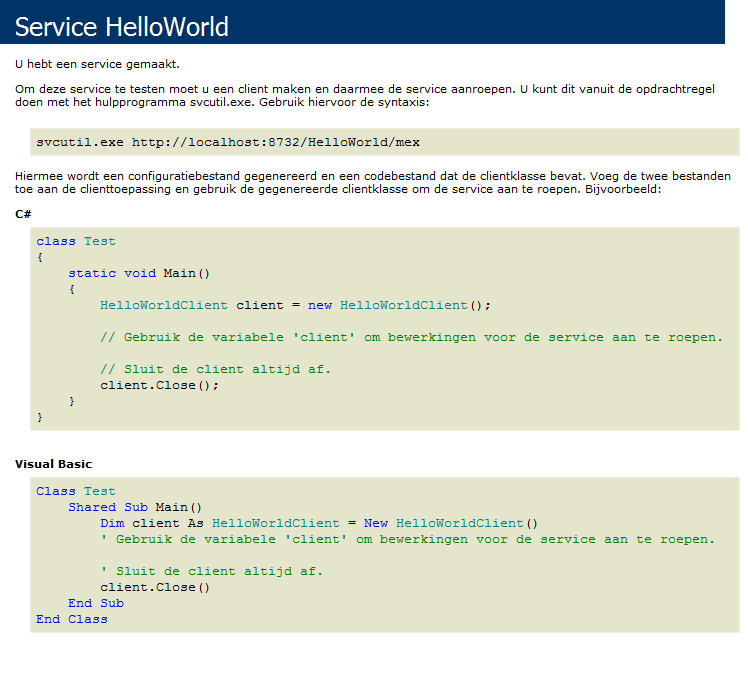 Service HelloWorld
U hebt een service gemaakt.
Om deze service te testen moet u een client maken en daarmee de service aanroepen. U kunt dit vanuit de opdrachtregel
doen met het hulpprogramma svcutil.exe. Gebruik hiervoor de syntaxis:
svcutil.exe http://localhost:8732/HelloWorld/mex
Hiermee wordt een configuratiebestand gegenereerd en een codebestand dat de clientklasse bevat. Voeg de twee bestanden
toe aan de clienttoepassing en gebruik de gegenereerde clientklasse om de service aan te roepen. Bijvoorbeeld:
C#
class Test
{
    static void Main()
    {
        HelloWorldClient client = new HelloWorldClient();
        // Gebruik de variabele 'client' om bewerkingen voor de service aan te roepen.
        // Sluit de client altijd af.
        client.Close();
    }
}
Visual Basic
Class Test
    Shared Sub Main()
        Dim client As HelloWorldClient = New HelloWorldClient()
        ' Gebruik de variabele 'client' om bewerkingen voor de service aan te roepen.
        ' Sluit de client altijd af.
        client.Close()
    End Sub
End Class